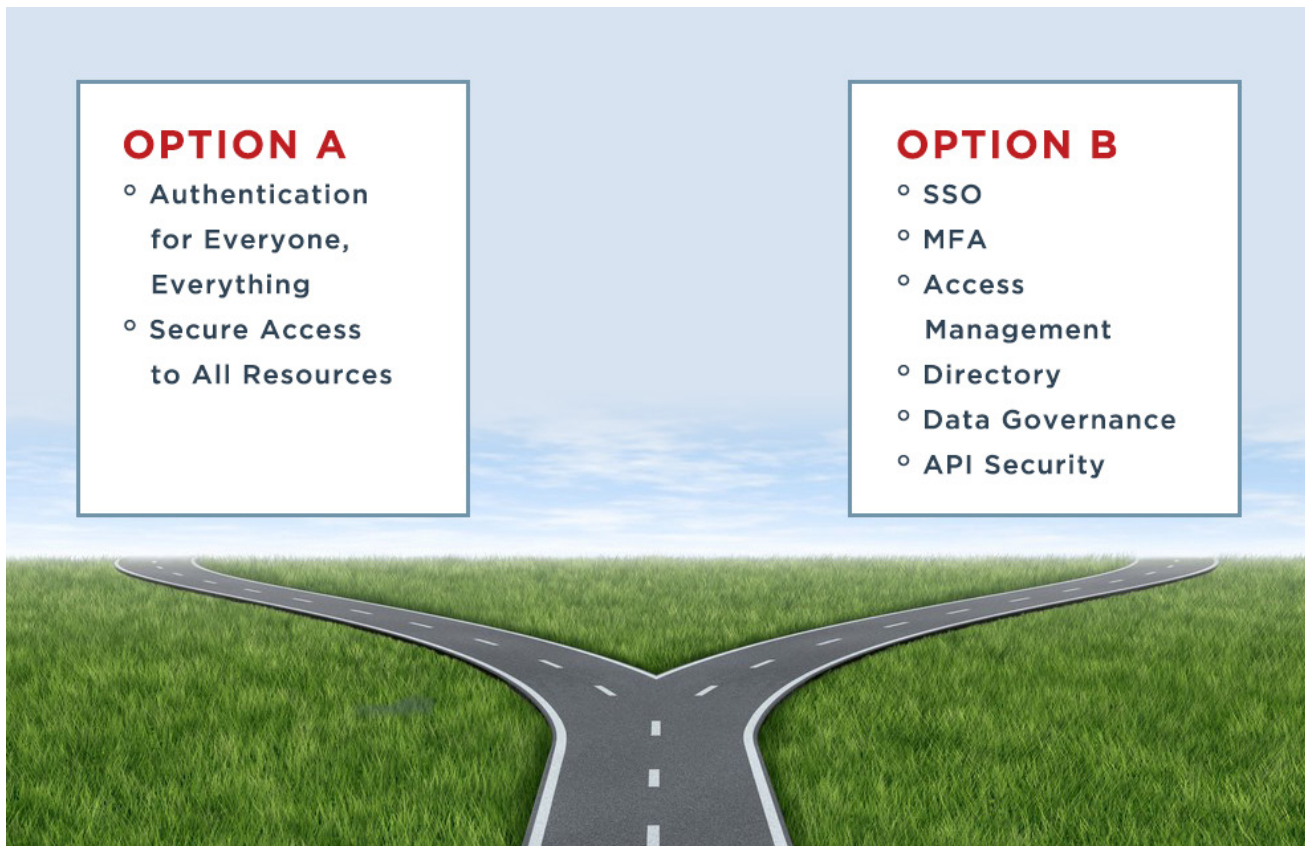 OPTION A
° Authentication
for Everyone,
Everything
° Secure Access
to All Resources
OPTION B
° SSO
° MFA
° Access
Management
° Directory
° Data Governance
° API Security